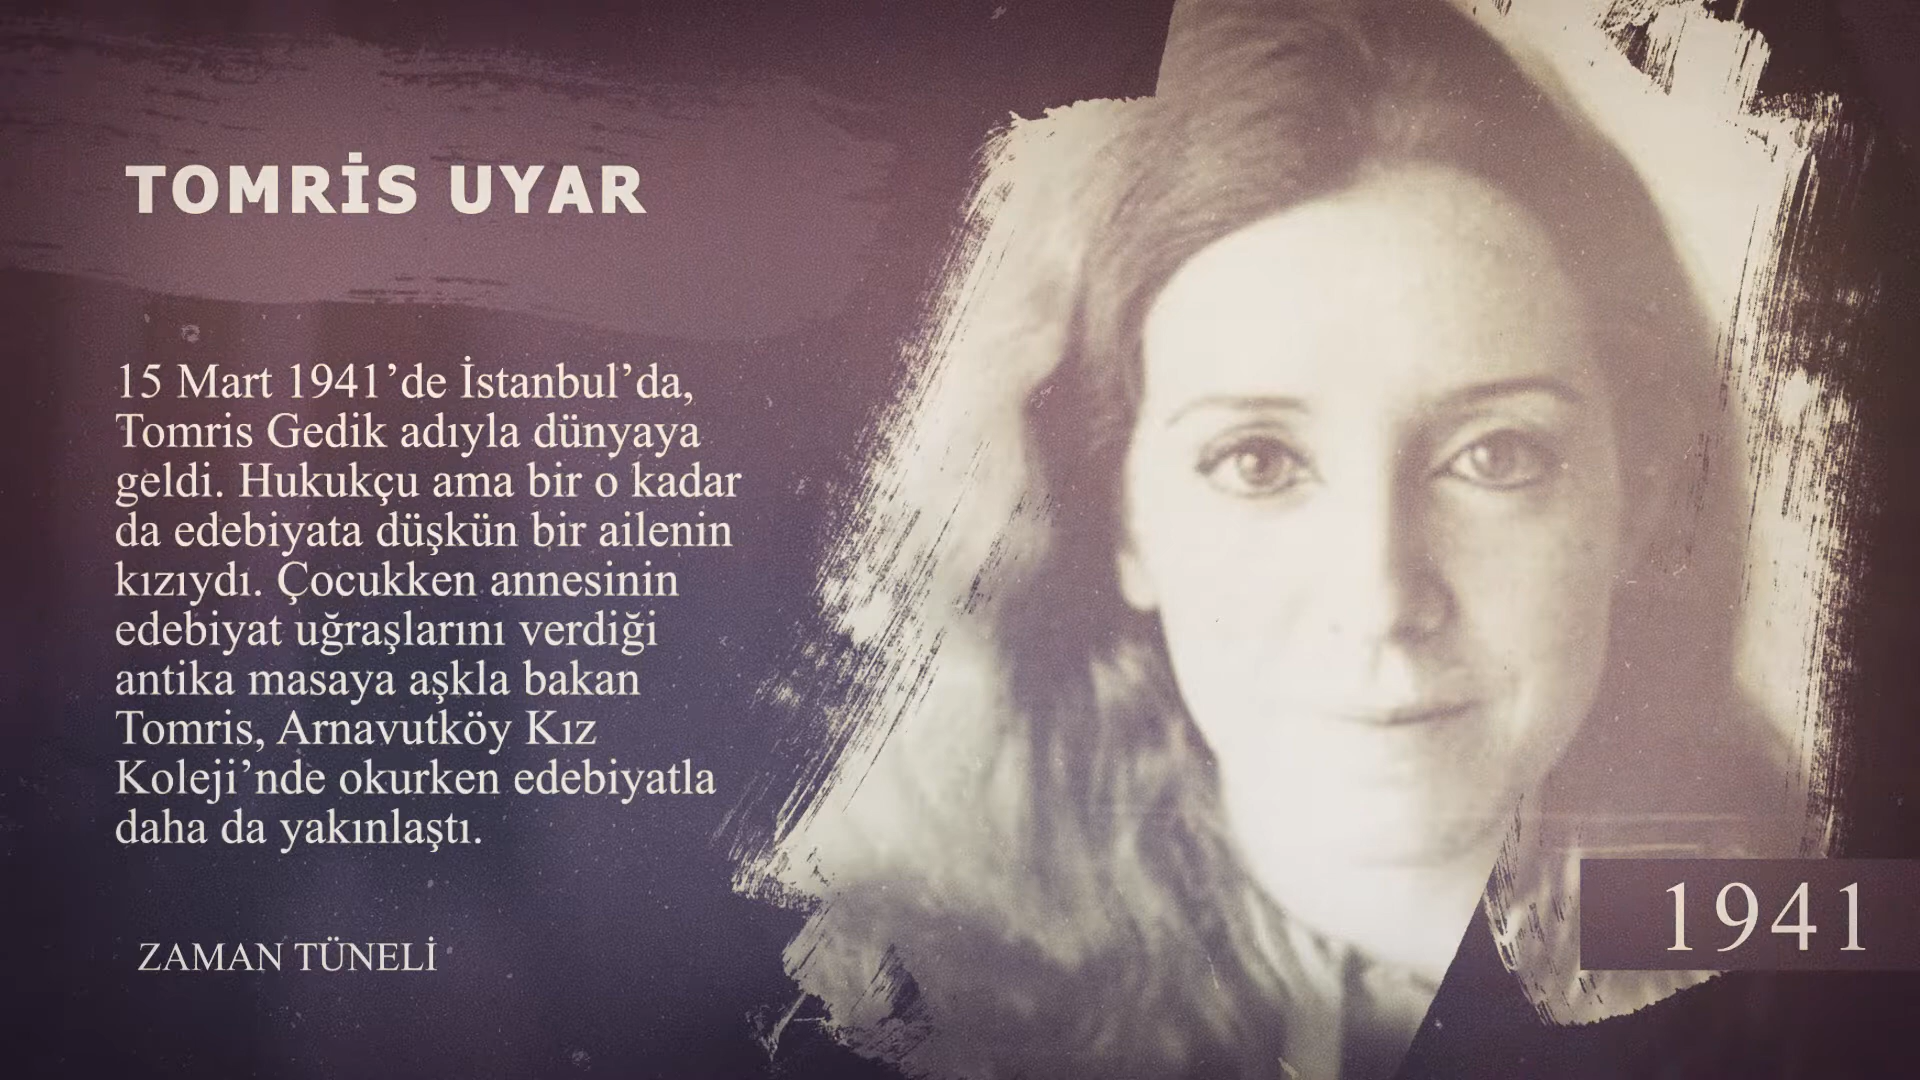 TOMRİS UYAR
15 Mart 1941’de İstanbul’da,
Tomris Gedik adıyla dünyaya
geldi. Hukukçu ama bir o kadar
da edebiyata düşkün bir ailenin
kızıydı. Çocukken annesinin
edebiyat uğraşlarını verdiği
antika masaya aşkla bakan
Tomris, Arnavutköy Kız
Koleji’nde okurken edebiyatla
daha da yakınlaştı.
ZAMAN TÜNELİ
1941